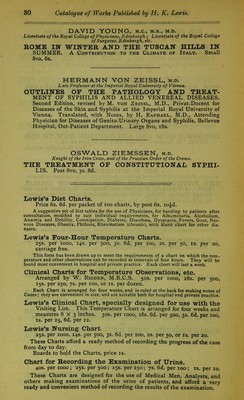 30 Catalogue of Works Published by H. K. Lewis.
DAVID YOUNG, M.C., M.B., M.D.
Licentiate of the Royal College of Physicians, Edinburgh; Licentiate of the Royal College
of Surgeons, Edinburgh, etc.
ROME IN WINTER AND THE TUSCAN HILLS IN
SUMMER. A CONTRIBUTION TO THE CLIMATE OF ITALY. Small
8vo, 6s.
HERMANN VON ZEISSL, M.D.
Late Professor at the Imperial Royal University of Vienna.
OUTLINES OF THE PATHOLOGY AND TREAT-
MENT OF SYPHILIS AND ALLIED VENEREAL DISEASES.
Second Edition, revised by M. VON ZEISSL, M.D., Privat-Docent for
Diseases of the Skin and Syphilis at the Imperial Royal University of
Vienna. Translated, with Notes, by H. RAPHAEL, M.D., Attending
Physician for Diseases of Genito-Urinary Organs and Syphilis, Bellevue
Hospital, Out-Patient Department. Large 8vo, 18s.
OSWALD ZIEMSSEN, M.D.
Knight of the Iron Cross, and of the Prussian Order of the Crown.
THE TREATMENT OF CONSTITUTIONAL SYPHI-
LIS. Post 8vo, 3s. 6d.
Lewis's Diet Charts.
Price 6s. 6d. per packet of 100 charts, by post 6s. 10½d.
A suggestive set of diet tables for the use of Physicians, for handing to patients after
consultation, modified to suit individual requirements, for Albuminuria, Alcoholism,
Anæmia and Debility, Constipation, Diabetes, Diarrhœa, Dyspepsia, Fevers, Gout, Ner-
vous Diseases, Obesity, Phthisis, Rheumatism (chronic), with blank chart for other dis-
eases.
Lewis's Four-Hour Temperature Charts.
25s. per 1000, 14s. per 500, 3s. 6d. per 100, 2s. per 50, 1s. per 20,
carriage free.
This form has been drawn up to meet the requirements of a chart on which the tem-
perature and other observations can be recorded at intervals of four hours. They will be
found most convenient in hospital and private practice. Each chart will last a week.
Clinical Charts for Temperature Observations, etc.
Arranged by W. RIGDEN, M.R.C.S. 50s. per 1000, 28s. per 500,
15s. per 250, 7s. per 100, or 1s. per dozen.
Each Chart is arranged for four weeks, and is ruled at the back for making notes of
Cases; they are convenient in size, and are suitable both for hospital and private practice.
Lewis's Clinical Chart, specially designed for use with the
Visiting List. This Temperature Chart is arranged for four weeks and
measures 6 × 3 inches. 30s. per 1000, 16s. 6d. per 500, 3s. 6d. per 100,
1s. per 25, 6d. per 12.
Lewis's Nursing Chart.
25s. per 1000, 14s. per 500, 3s. 6d. per 100, 2s. per 50, or 1s. per 20.
These Charts afford a ready method of recording the progress of the case
from day to day.
Boards to hold the Charts, price 1s.
Chart for Recording the Examination of Urine.
40s. per 1000; 25s. per 500; 15s. per 250; 7s. 6d. per 100; 1s. per 10.
These Charts are designed for the use of Medical Men, Analysts, and
others making examinations of the urine of patients, and afford a very
ready and convenient method of recording the results of the examination.